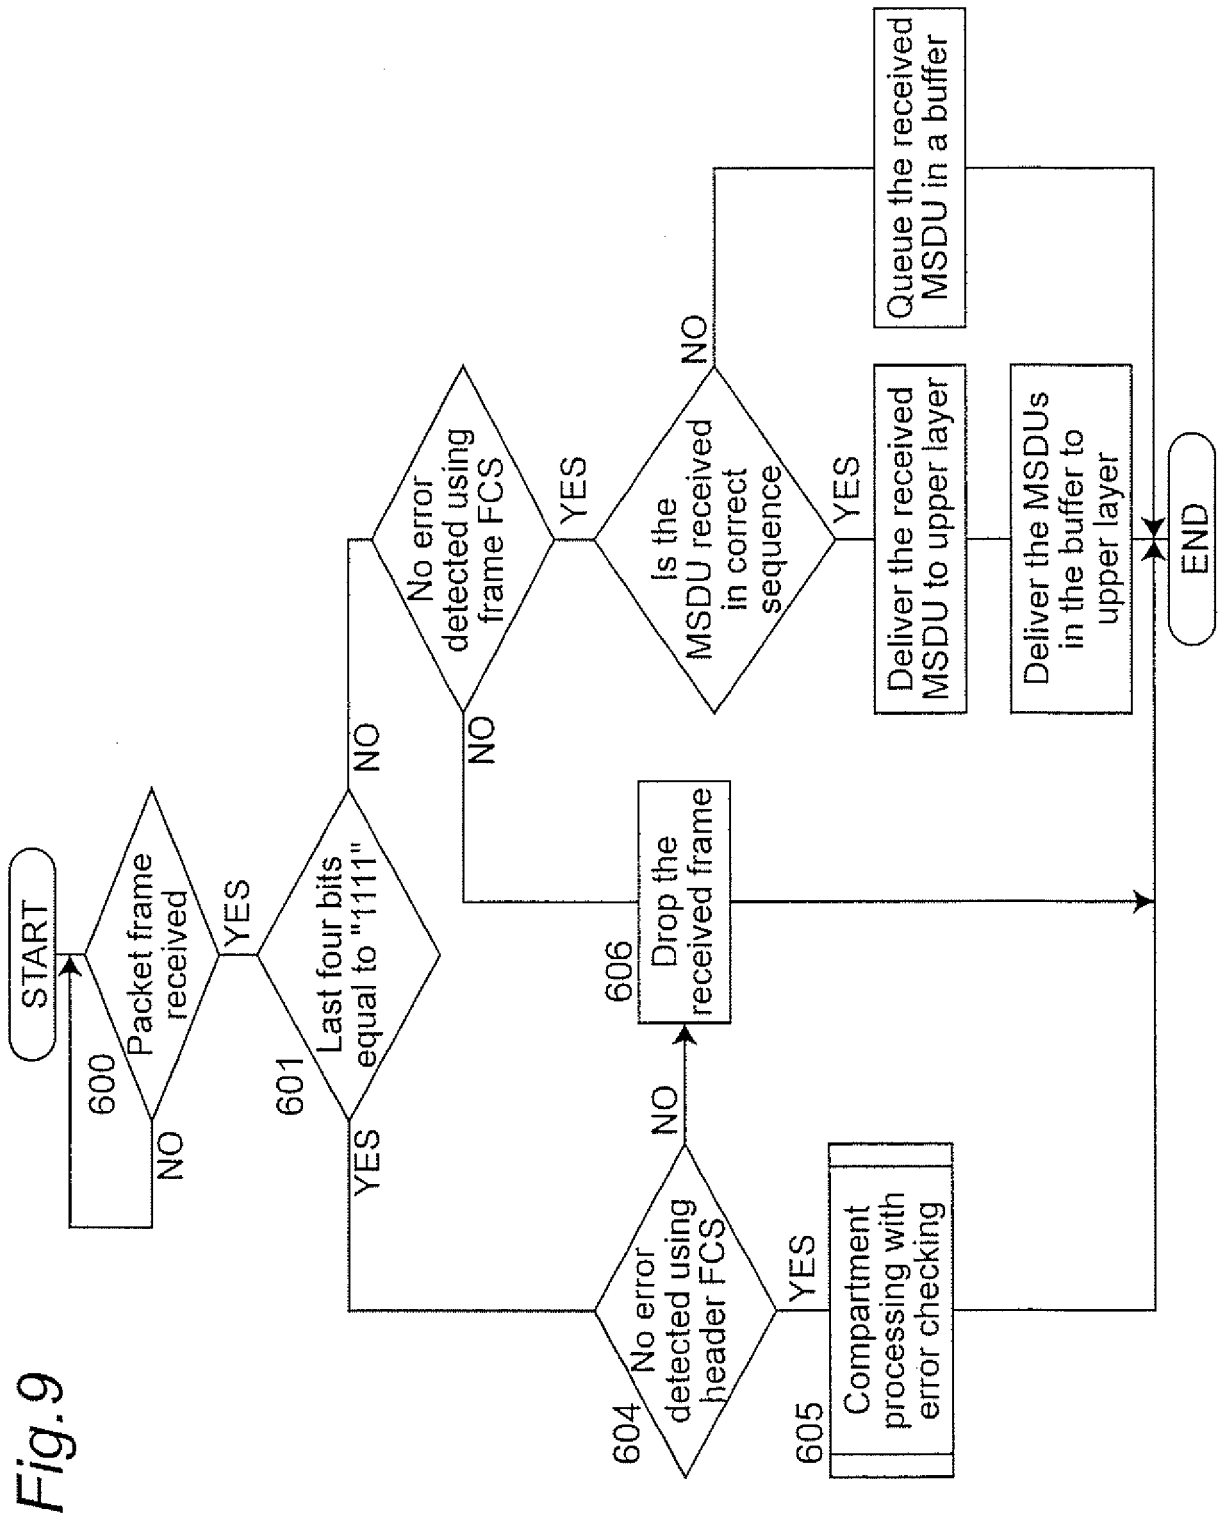 Fig.9
START
600
Packet frame
received
NO
YES
601
Last four bits
equal to "1111"
YES
NO
No error
detected using
frame FCS
NO
YES
604
No error
detected using
header FCS
NO
YES
606
Drop the
received frame
Is the
MSDU received
in correct
sequence
NO
YES
605
Compartment
processing with
error checking
Deliver the received
MSDU to upper layer
Queue the received
MSDU in a buffer
Deliver the MSDUs
in the buffer to
upper layer
END